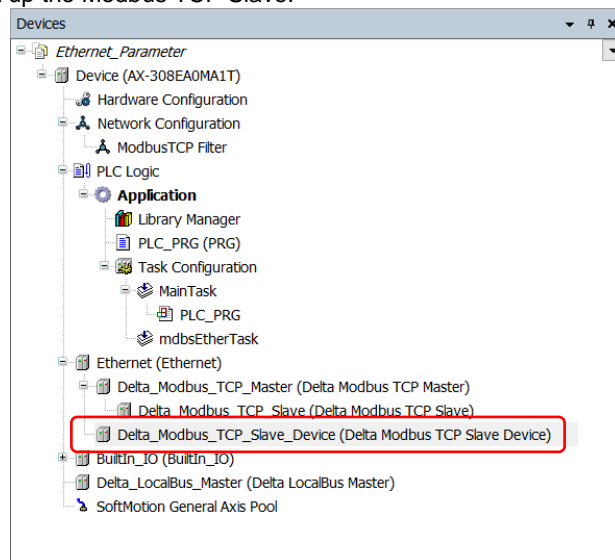 up the Modbus TCP Slave.
Devices
Ethernet_Parameter
Device (AX-308EA0MA1T)
Hardware Configuration
Network Configuration
ModbusTCP Filter
PLC Logic
Application
Library Manager
PLC_PRG (PRG)
Task Configuration
MainTask
PLC_PRG
mdbsEtherTask
Ethernet (Ethernet)
Delta_Modbus_TCP_Master (Delta Modbus TCP Master)
Delta_Modbus_TCP_Slave (Delta Modbus TCP Slave)
Delta_Modbus_TCP_Slave_Device (Delta Modbus TCP Slave Device)
BuiltIn_IO (BuiltIn_IO)
Delta_LocalBus_Master (Delta LocalBus Master)
SoftMotion General Axis Pool